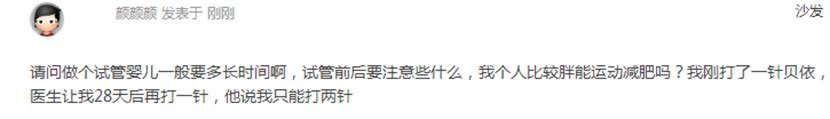 颜颜颜 发表于 刚刚
沙发
请问做个试管婴儿一般要多长时间啊，试管前后要注意些什么，我个人比较胖能运动减肥吗？我刚打了一针贝依，
医生让我28天后再打一针，他说我只能打两针